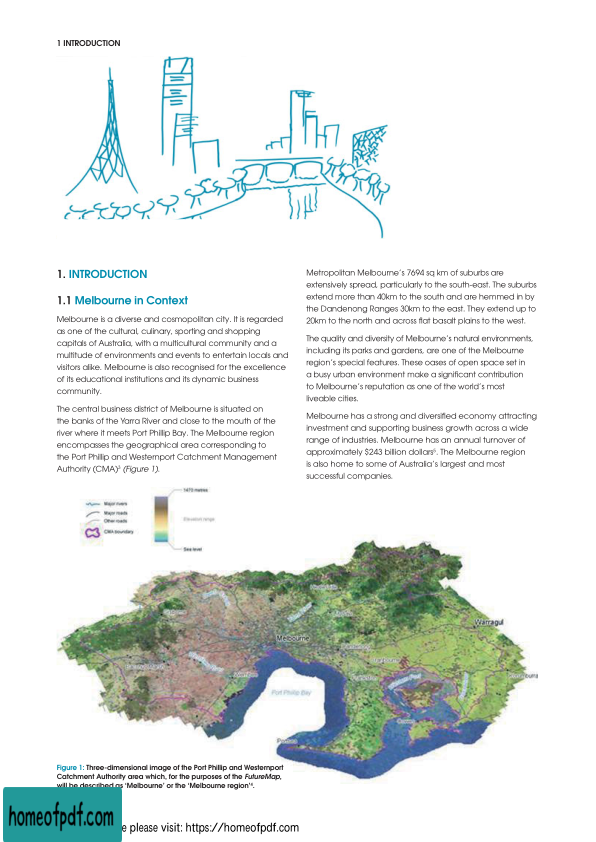 1 INTRODUCTION
1. INTRODUCTION
1.1 Melbourne in Context
Melbourne is a diverse and cosmopolitan city. It is regarded
as one of the cultural, culinary, sporting and shopping
capitals of Australia, with a multicultural community and a
multitude of environments and events to entertain locals and
visitors alike. Melbourne is also recognised for the excellence
of its educational institutions and its dynamic business
community.
The central business district of Melbourne is situated on
the banks of the Yarra River and close to the mouth of the
river where it meets Port Phillip Bay. The Melbourne region
encompasses the geographical area corresponding to
the Port Phillip and Westernport Catchment Management
Authority (CMA)³ (Figure 1).
Metropolitan Melbourne's 7694 sq km of suburbs are
extensively spread, particularly to the south-east. The suburbs
extend more than 40km to the south and are hemmed in by
the Dandenong Ranges 30km to the east. They extend up to
20km to the north and across flat basalt plains to the west.
The quality and diversity of Melbourne's natural environments,
including its parks and gardens, are one of the Melbourne
region's special features. These oases of open space set in
a busy urban environment make a significant contribution
to Melbourne's reputation as one of the world's most
liveable cities.
Melbourne has a strong and diversified economy attracting
investment and supporting business growth across a wide
range of industries. Melbourne has an annual turnover of
approximately $243 billion dollars⁵. The Melbourne region
is also home to some of Australia's largest and most
successful companies.
1473 metres
Major rivers
Major roads
Other roads
CMA boundary
Elevation range
Sea level
Melbourne
Warragul
Port Phillip Bay
Figure 1: Three-dimensional image of the Port Phillip and Westernport
Catchment Authority area which, for the purposes of the FutureMap,
will be described as 'Melbourne' or the 'Melbourne region'⁴.
homeofpdf.com
e please visit: https://homeofpdf.com